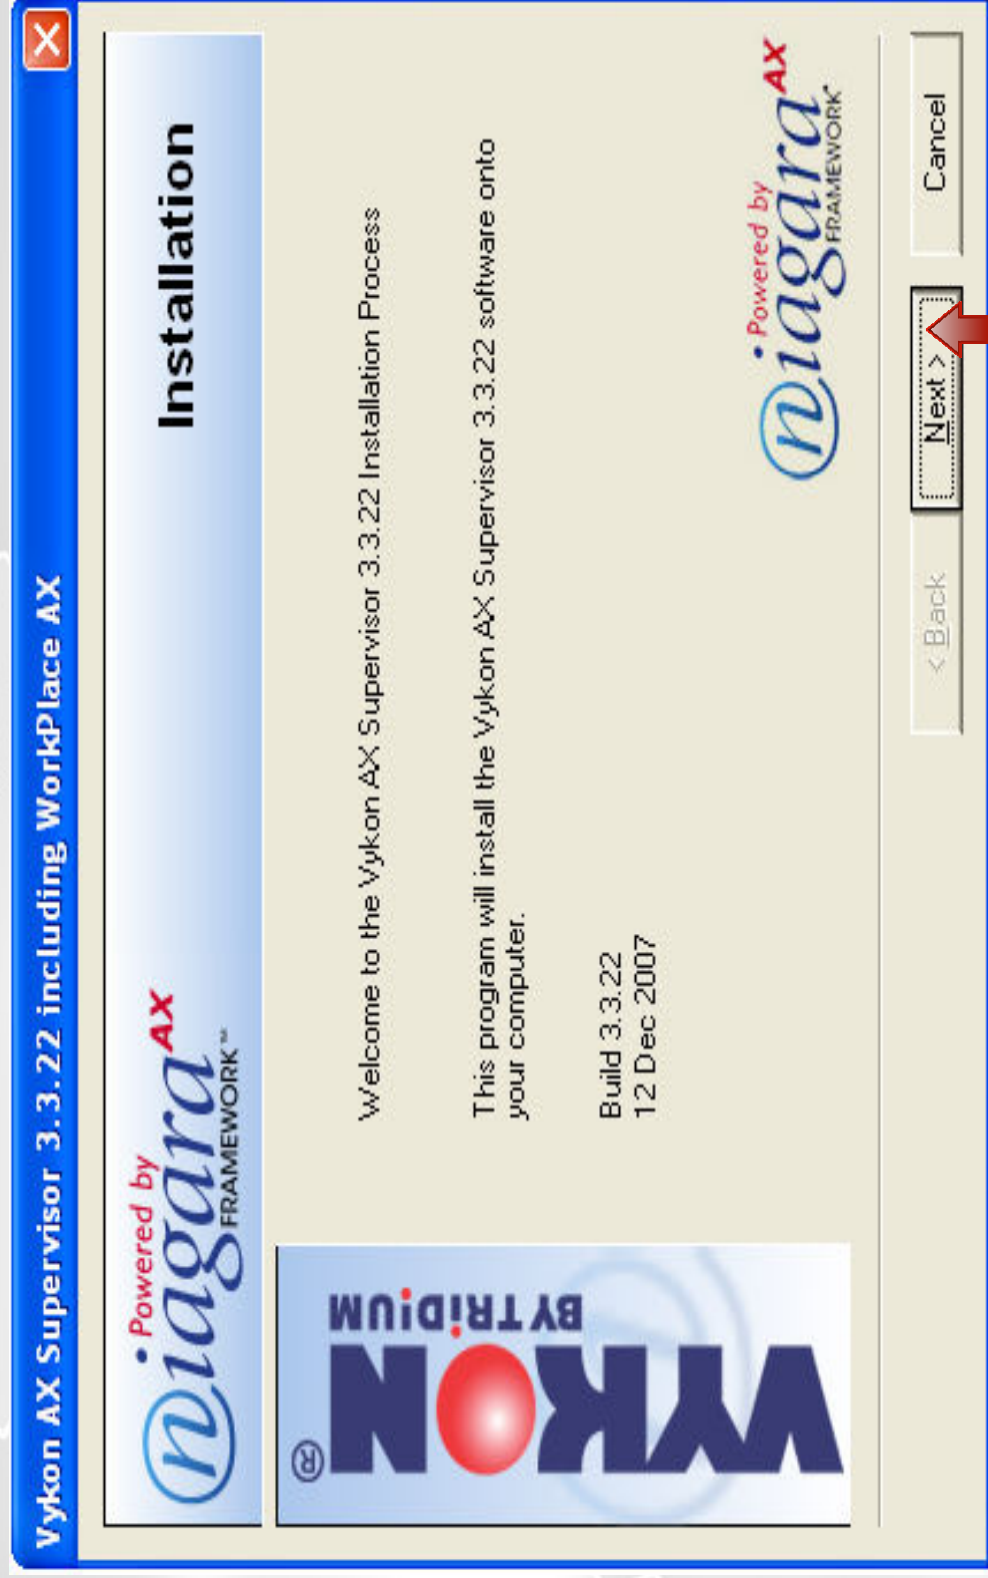 Vykon AX Supervisor 3.3.22 including WorkPlace AX
Powered by
niagara AX
FRAMEWORK™
Installation
VYKON®
BY TRiDiUM
Welcome to the Vykon AX Supervisor 3.3.22 Installation Process
This program will install the Vykon AX Supervisor 3.3.22 software onto
your computer.
Build 3.3.22
12 Dec 2007
Powered by
niagara AX
FRAMEWORK
< Back
Next >
Cancel